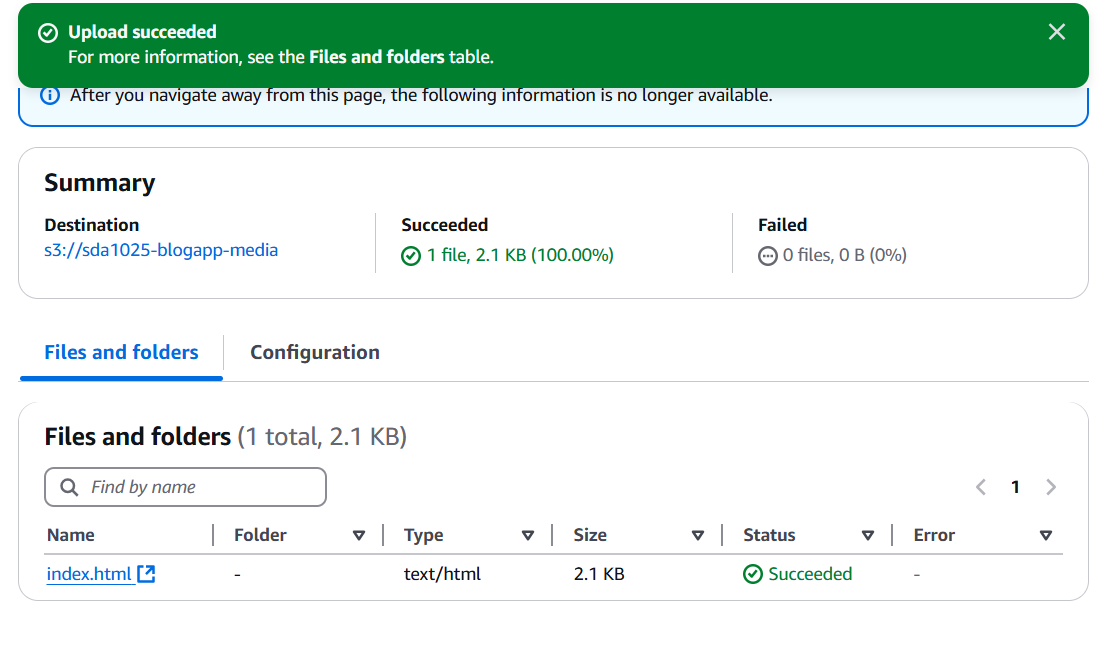 Upload succeeded
For more information, see the Files and folders table.
After you navigate away from this page, the following information is no longer available.
Summary
Destination
s3://sda1025-blogapp-media
Succeeded
1 file, 2.1 KB (100.00%)
Failed
0 files, 0 B (0%)
Files and folders
Configuration
Files and folders (1 total, 2.1 KB)
Find by name
1
Name Folder Type Size Status Error
index.html - text/html 2.1 KB Succeeded -